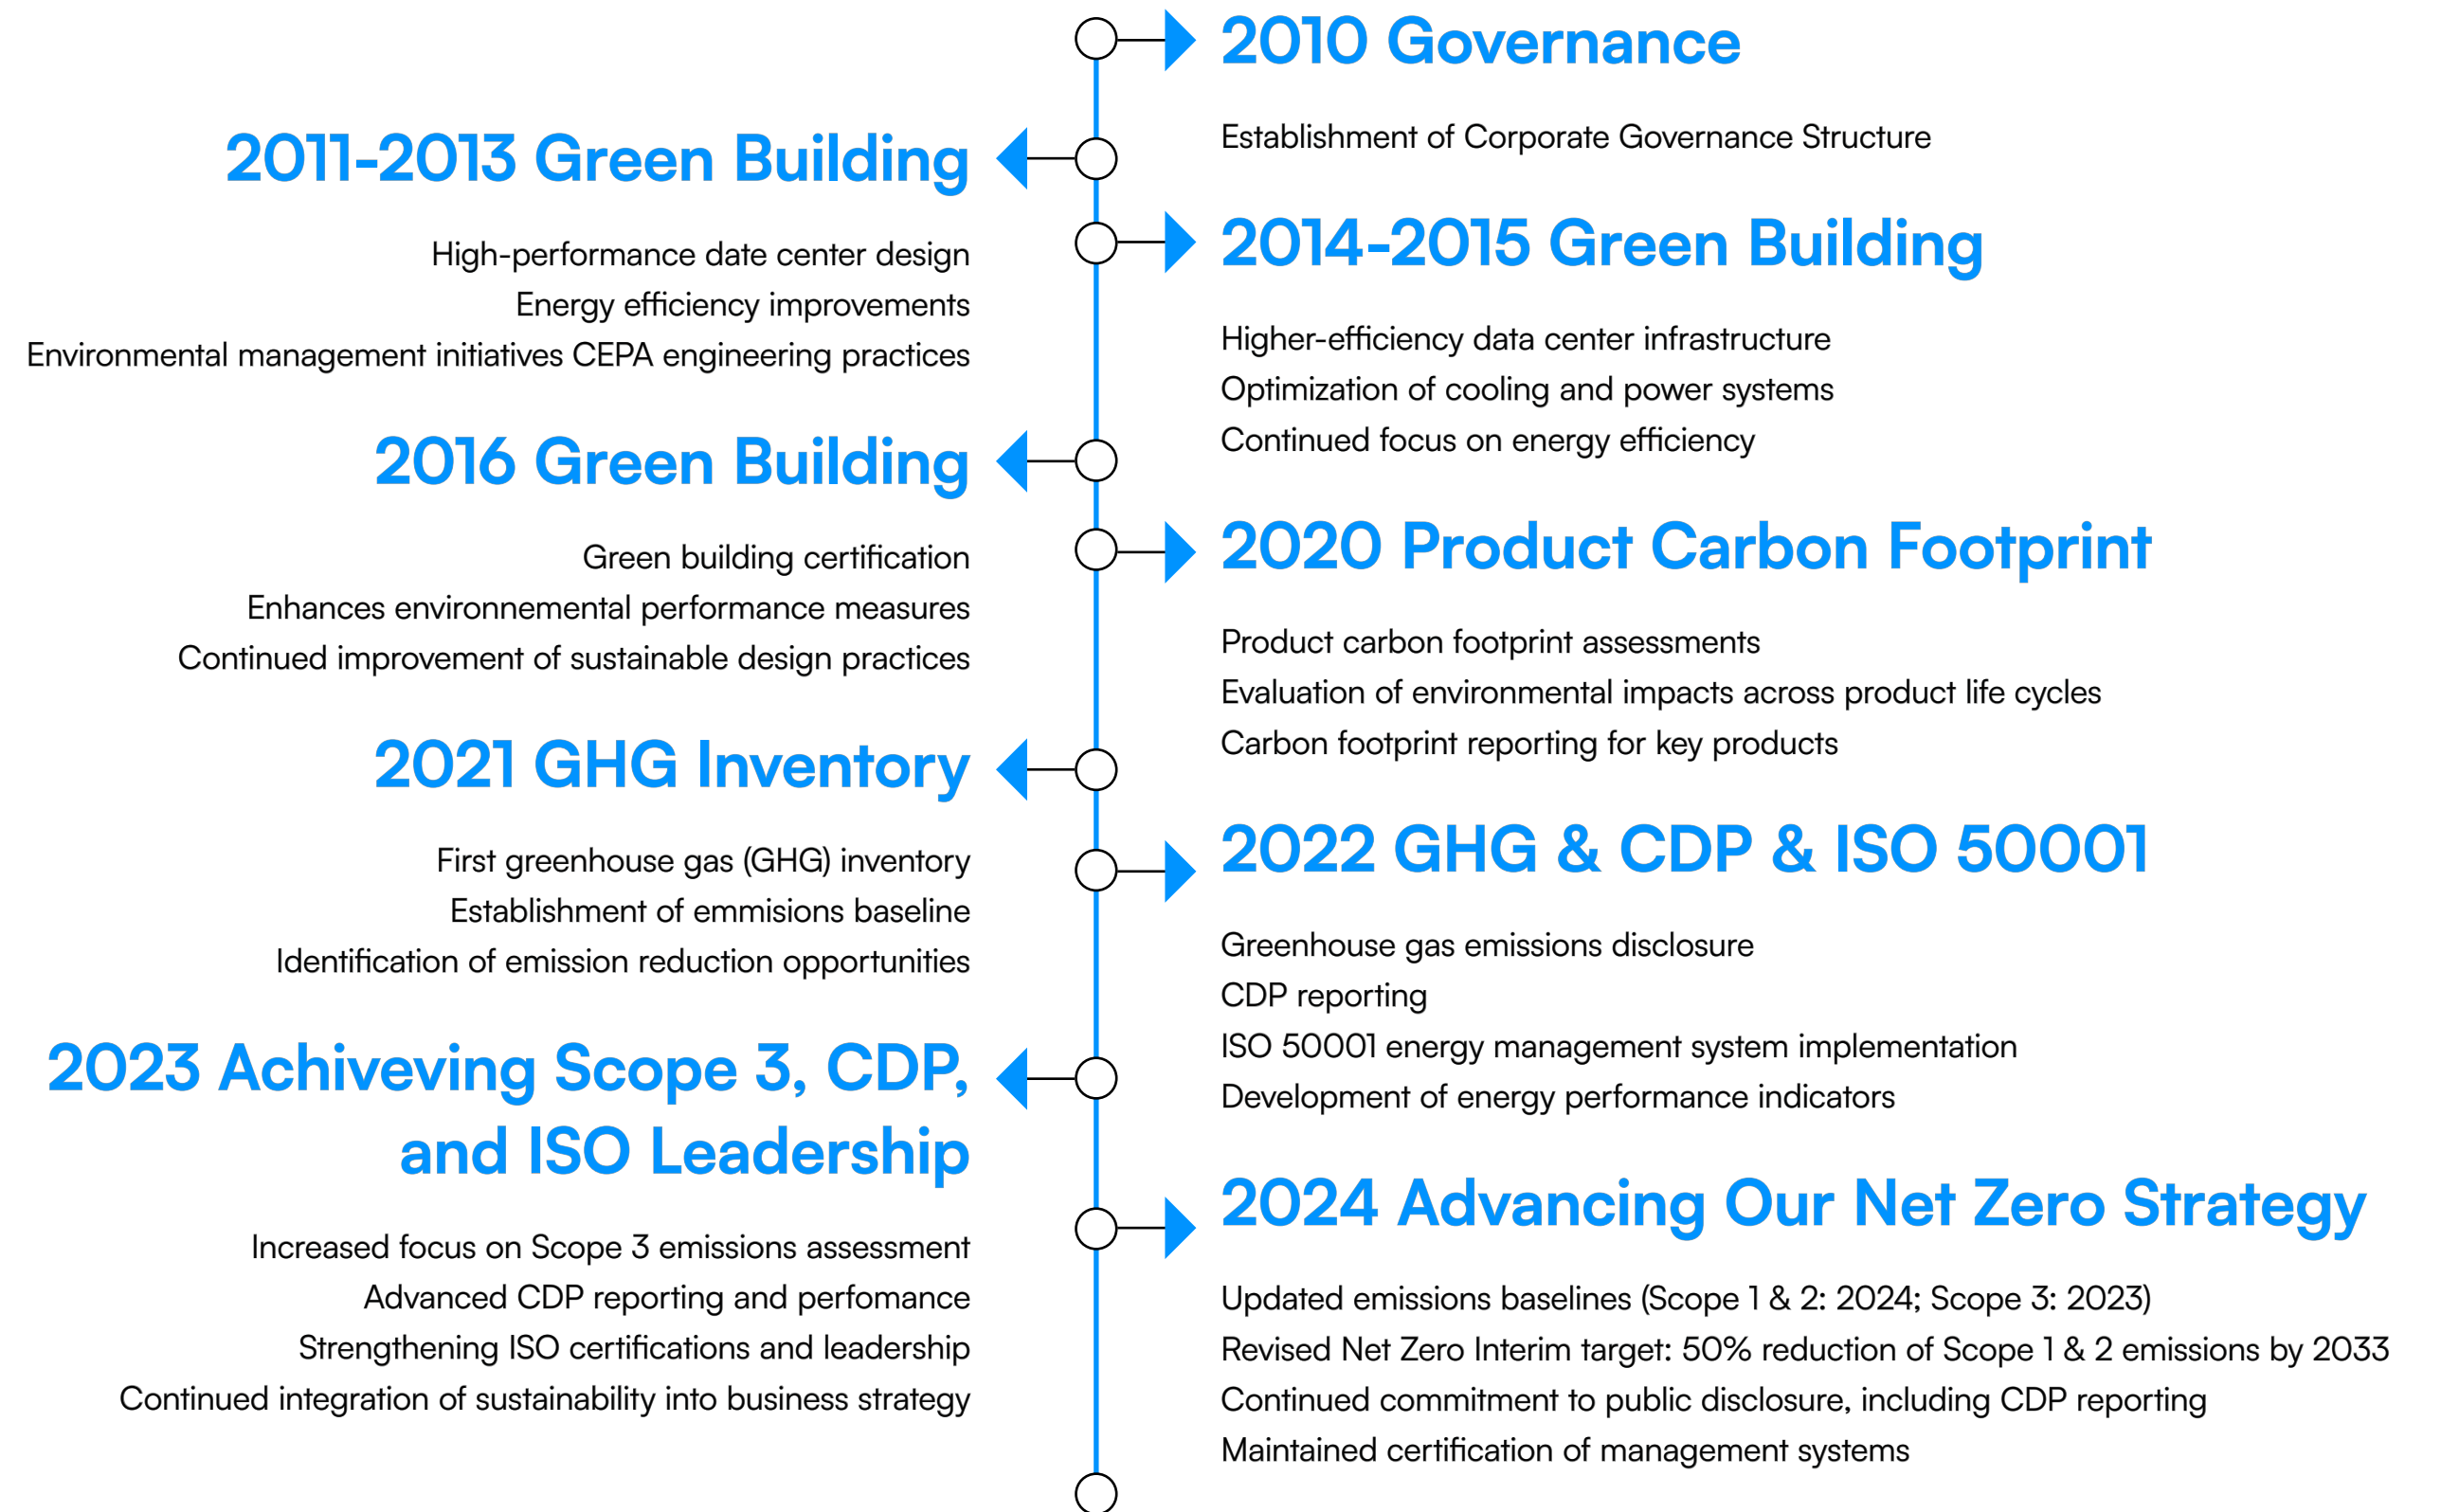 2010 Governance
Establishment of Corporate Governance Structure
2011-2013 Green Building
High-performance date center design
Energy efficiency improvements
Environmental management initiatives CEPA engineering practices
2014-2015 Green Building
Higher-efficiency data center infrastructure
Optimization of cooling and power systems
Continued focus on energy efficiency
2016 Green Building
Green building certification
Enhances environnemental performance measures
Continued improvement of sustainable design practices
2020 Product Carbon Footprint
Product carbon footprint assessments
Evaluation of environmental impacts across product life cycles
Carbon footprint reporting for key products
2021 GHG Inventory
First greenhouse gas (GHG) inventory
Establishment of emmisions baseline
Identification of emission reduction opportunities
2022 GHG & CDP & ISO 50001
Greenhouse gas emissions disclosure
CDP reporting
ISO 50001 energy management system implementation
Development of energy performance indicators
2023 Achiveving Scope 3, CDP,
and ISO Leadership
Increased focus on Scope 3 emissions assessment
Advanced CDP reporting and perfomance
Strengthening ISO certifications and leadership
Continued integration of sustainability into business strategy
2024 Advancing Our Net Zero Strategy
Updated emissions baselines (Scope 1 & 2: 2024; Scope 3: 2023)
Revised Net Zero Interim target: 50% reduction of Scope 1 & 2 emissions by 2033
Continued commitment to public disclosure, including CDP reporting
Maintained certification of management systems